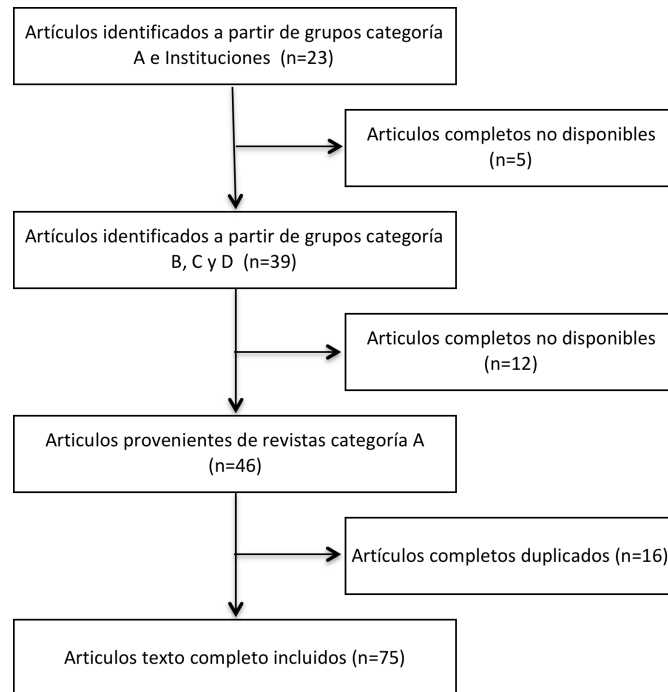 Artículos identificados a partir de grupos categoría
A e Instituciones (n=23)
Articulos completos no disponibles
(n=5)
Artículos identificados a partir de grupos categoría
B, C y D (n=39)
Articulos completos no disponibles
(n=12)
Articulos provenientes de revistas categoría A
(n=46)
Artículos completos duplicados (n=16)
Articulos texto completo incluidos (n=75)